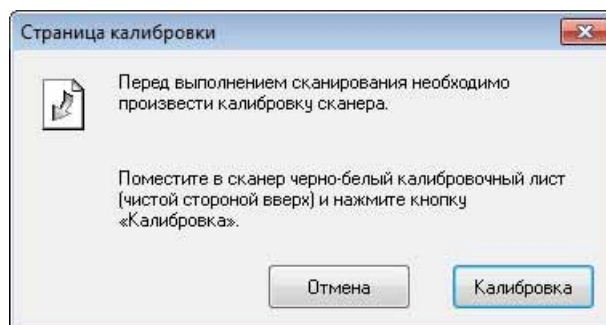 Страница калибровки
Перед выполнением сканирования необходимо
произвести калибровку сканера.
Поместите в сканер черно-белый калибровочный лист
(чистой стороной вверх) и нажмите кнопку
«Калибровка».
Отмена
Калибровка